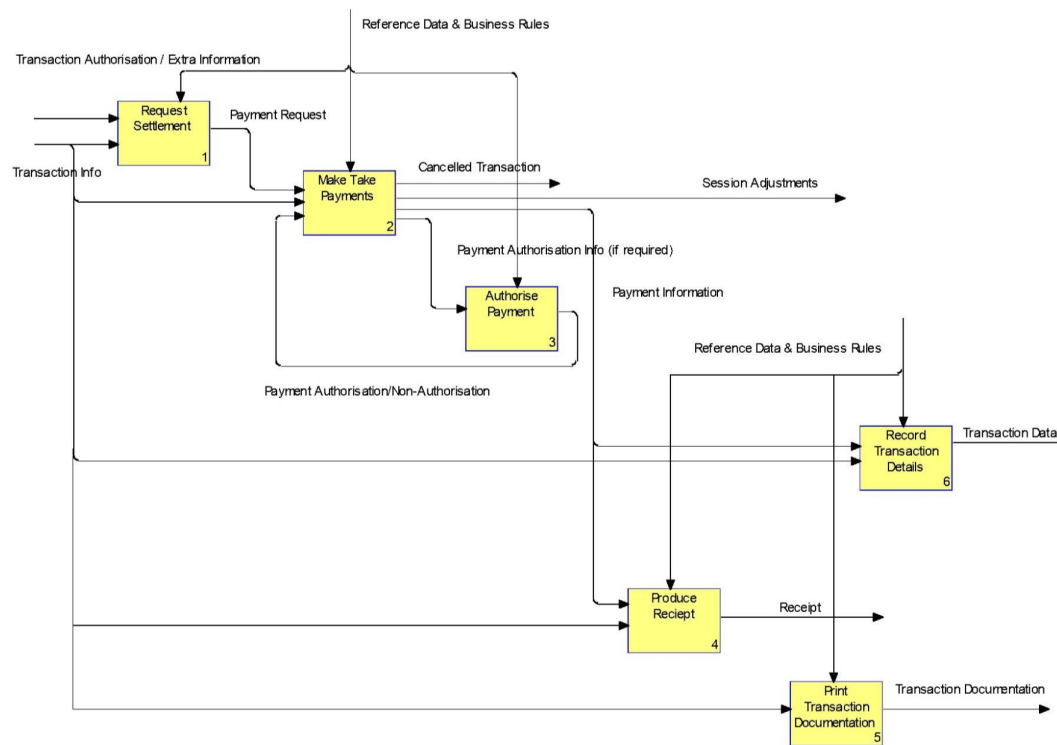 Reference Data & Business Rules
Transaction Authorisation / Extra Information
Request
Settlement
1
Payment Request
Transaction Info
Make Take
Payments
2
Cancelled Transaction
Session Adjustments
Payment Authorisation Info (if required)
Authorise
Payment
3
Payment Information
Reference Data & Business Rules
Payment Authorisation/Non-Authorisation
Record
Transaction
Details
6
Transaction Data
Produce
Reciept
4
Receipt
Print
Transaction
Documentation
5
Transaction Documentation